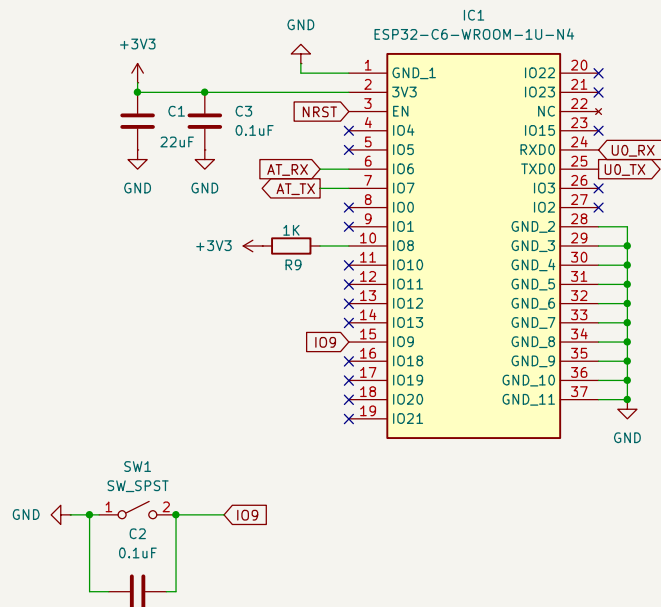 IC1
ESP32-C6-WROOM-1U-N4
GND
+3V3
1 GND_1 IO22 20
2 3V3 IO23 21
NRST 3 EN NC 22
4 IO4 IO15 23
5 IO5 RXD0 24 U0_RX
AT_RX 6 IO6 TXD0 25 U0_TX
AT_TX 7 IO7 IO3 26
8 IO0 IO2 27
9 IO1 GND_2 28
10 IO8 GND_3 29
11 IO10 GND_4 30
12 IO11 GND_5 31
13 IO12 GND_6 32
14 IO13 GND_7 33
IO9 15 IO9 GND_8 34
16 IO18 GND_9 35
17 IO19 GND_10 36
18 IO20 GND_11 37
19 IO21
GND
C1
22uF
C3
0.1uF
GND
GND
1K
+3V3
R9
SW1
SW_SPST
GND 1 2 IO9
C2
0.1uF